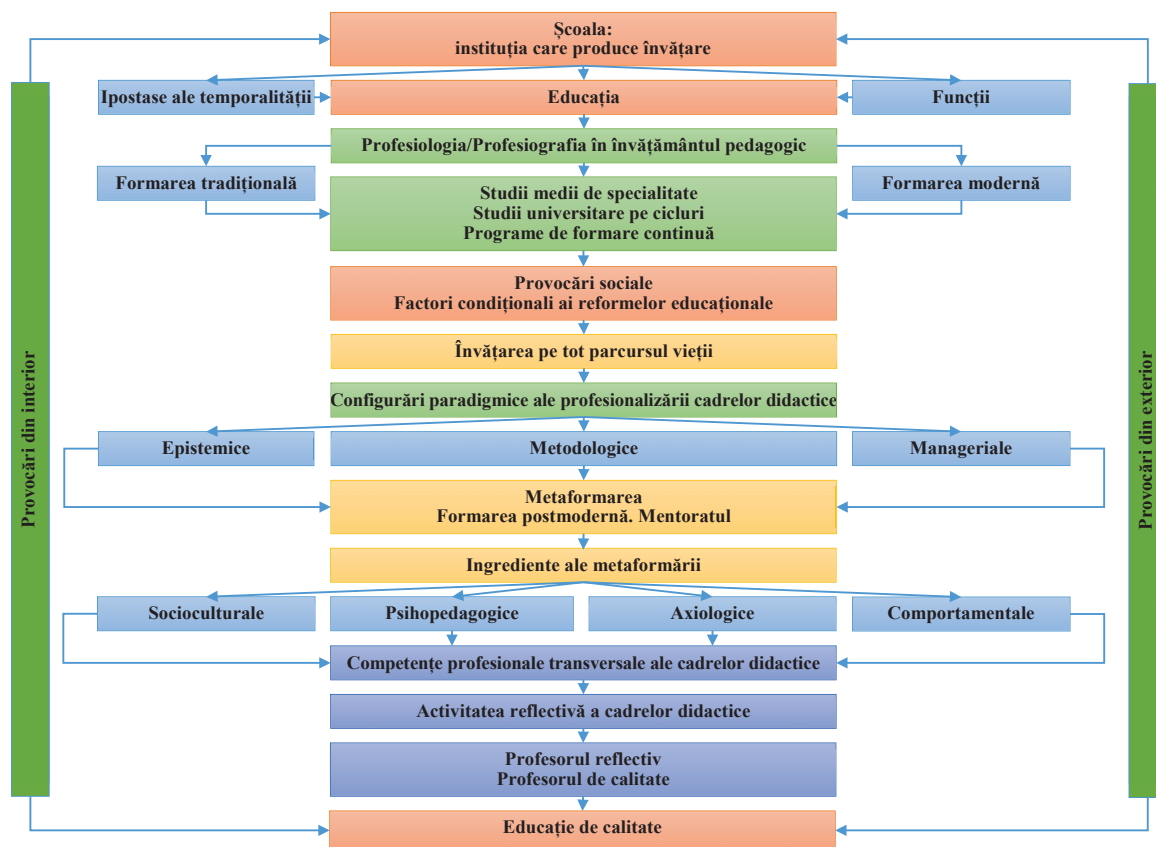 Școala:
instituția care produce învățare
Ipostase ale temporalității
Educația
Funcții
Profesiologia/Profesiografia în învățământul pedagogic
Formarea tradițională
Formarea modernă
Studii medii de specialitate
Studii universitare pe cicluri
Programe de formare continuă
Provocări sociale
Factori condiționali ai reformelor educaționale
Învățarea pe tot parcursul vieții
Configurări paradigmice ale profesionalizării cadrelor didactice
Epistemice
Metodologice
Manageriale
Metaformarea
Formarea postmodernă. Mentoratul
Ingrediente ale metaformării
Socioculturale
Psihopedagogice
Axiologice
Comportamentale
Competențe profesionale transversale ale cadrelor didactice
Activitatea reflectivă a cadrelor didactice
Profesorul reflectiv
Profesorul de calitate
Educație de calitate
Provocări din interior
Provocări din exterior